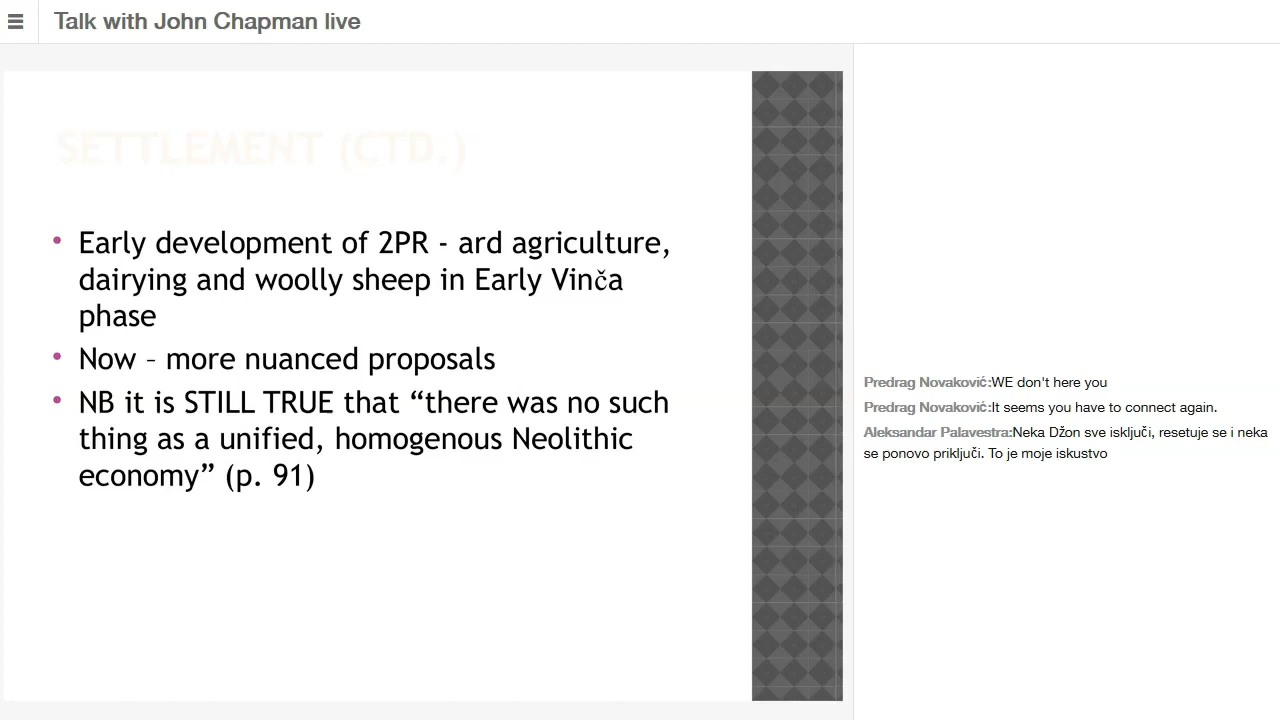 Talk with John Chapman live
SETTLEMENT (CTD.)
• Early development of 2PR - ard agriculture,
dairying and woolly sheep in Early Vinča
phase
• Now – more nuanced proposals
• NB it is STILL TRUE that “there was no such
thing as a unified, homogenous Neolithic
economy” (p. 91)
Predrag Novaković:WE don't here you
Predrag Novaković:It seems you have to connect again.
Aleksandar Palavestra:Neka Džon sve isključi, resetuje se i neka
se ponovo priključi. To je moje iskustvo